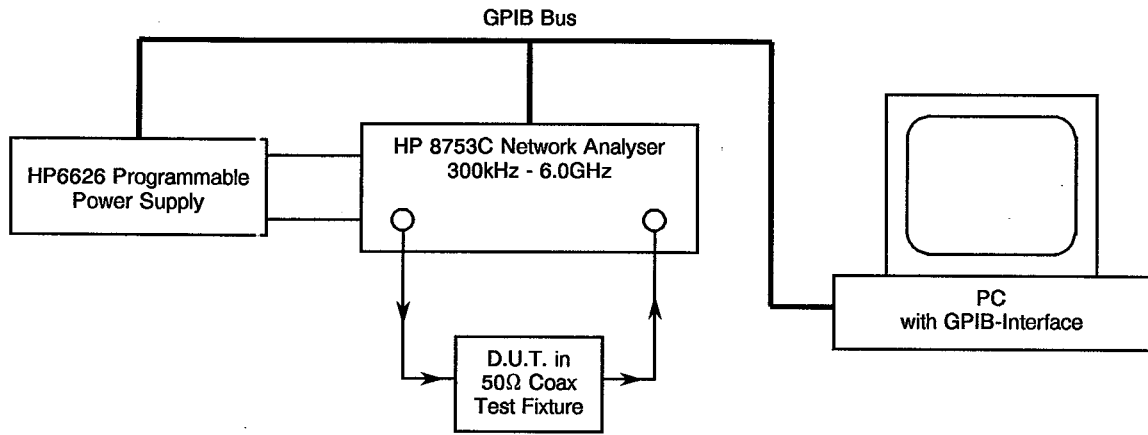 GPIB Bus
HP 8753C Network Analyser
300kHz - 6.0GHz
HP6626 Programmable
Power Supply
PC
with GPIB-Interface
D.U.T. in
50Ω Coax
Test Fixture